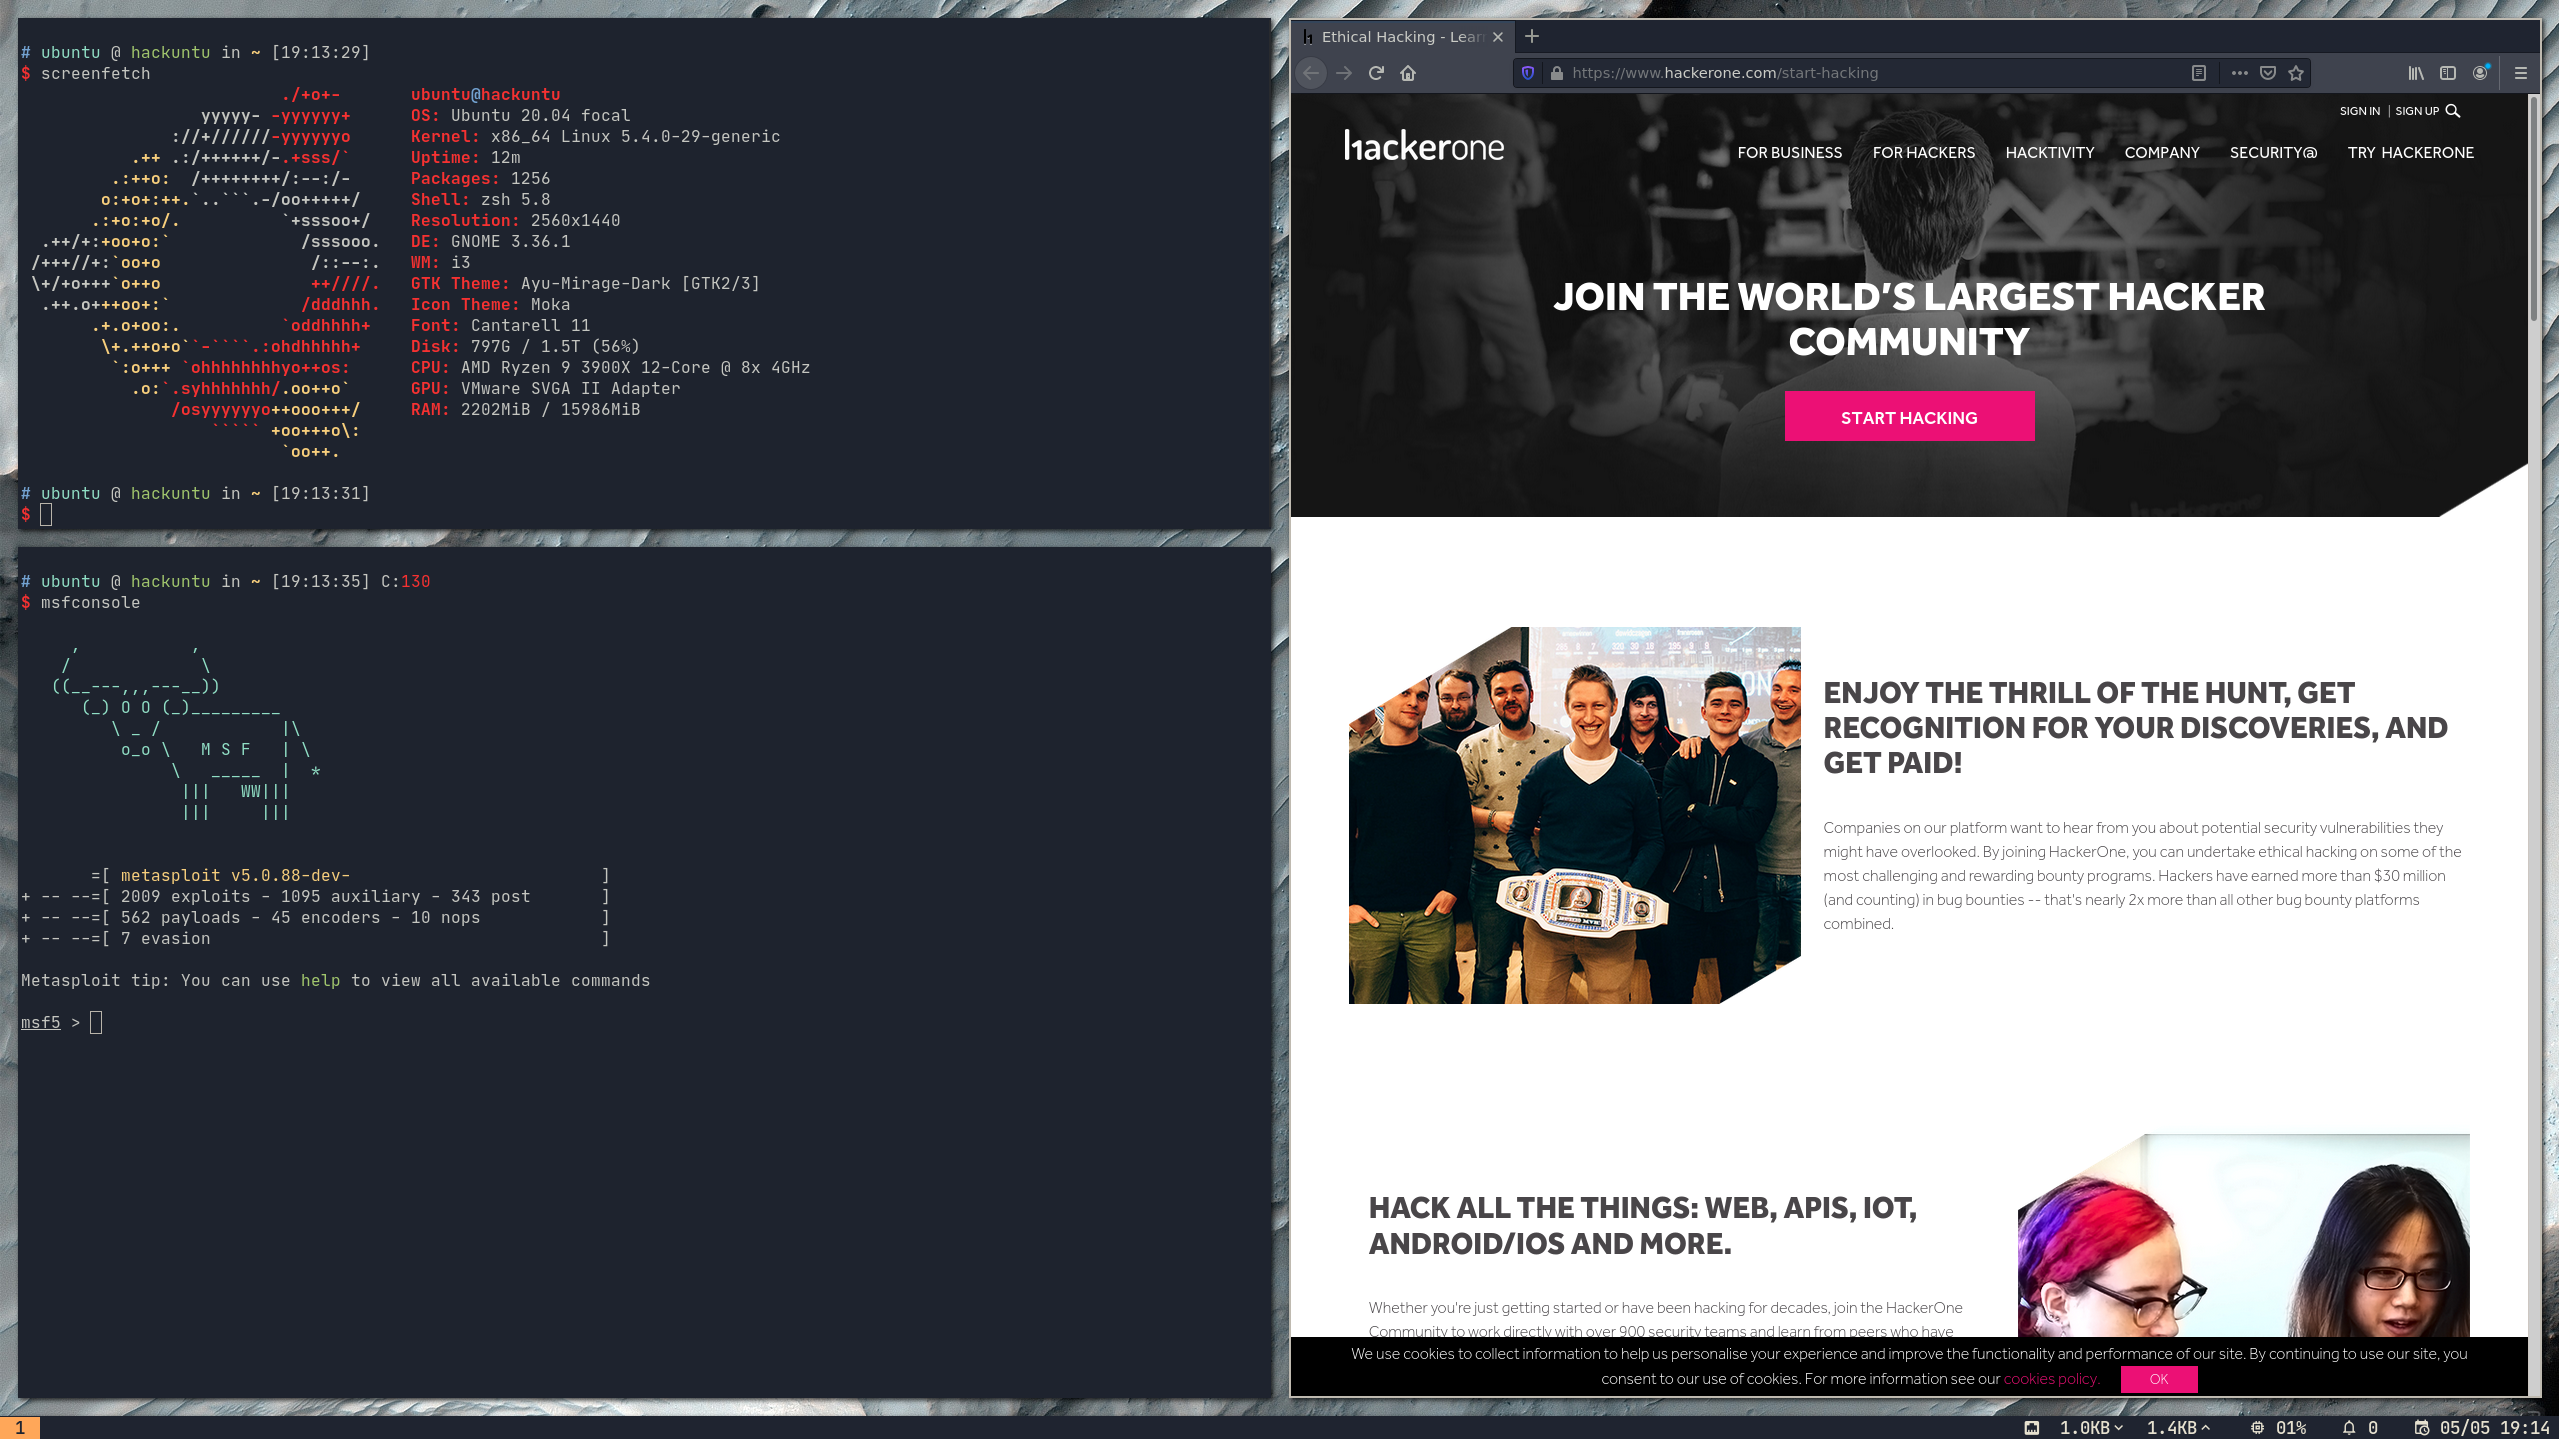 # ubuntu @ hackuntu in ~ [19:13:29]
$ screenfetch
                          ./+o+-       ubuntu@hackuntu
                  yyyyy- -yyyyyy+      OS: Ubuntu 20.04 focal
               ://+//////-yyyyyyo      Kernel: x86_64 Linux 5.4.0-29-generic
           .++ .:/++++++/-.+sss/`      Uptime: 12m
         .:++o:  /++++++++/:--:/-      Packages: 1256
        o:+o+:++.`..```.-/oo+++++/     Shell: zsh 5.8
       .:+o:+o/.          `+sssoo+/    Resolution: 2560x1440
  .++/+:+oo+o:`             /sssooo.   DE: GNOME 3.36.1
 /+++//+:`oo+o               /::--:.   WM: i3
 \+/+o+++`o++o               ++////.   GTK Theme: Ayu-Mirage-Dark [GTK2/3]
  .++.o+++oo+:`             /dddhhh.   Icon Theme: Moka
       .+.o+oo:.          `oddhhhh+    Font: Cantarell 11
        \+.++o+o``-````.:ohdhhhhh+     Disk: 797G / 1.5T (56%)
         `:o+++ `ohhhhhhhhyo++os:      CPU: AMD Ryzen 9 3900X 12-Core @ 8x 4GHz
           .o:`.syhhhhhhh/.oo++o`      GPU: VMware SVGA II Adapter
               /osyyyyyyo++ooo+++/     RAM: 2202MiB / 15986MiB
                   ````` +oo+++o\:
                          `oo++.
# ubuntu @ hackuntu in ~ [19:13:31]
$
# ubuntu @ hackuntu in ~ [19:13:35] C:130
$ msfconsole
     ,           ,
    /             \
   ((__---,,,---__))
      (_) O O (_)_________
         \ _ /            |\
          o_o \   M S F   | \
               \   _____  |  *
                |||   WW|||
                |||     |||
       =[ metasploit v5.0.88-dev-                         ]
+ -- --=[ 2009 exploits - 1095 auxiliary - 343 post       ]
+ -- --=[ 562 payloads - 45 encoders - 10 nops            ]
+ -- --=[ 7 evasion                                       ]
Metasploit tip: You can use help to view all available commands
msf5 >
Ethical Hacking - Lear
https://www.hackerone.com/start-hacking
SIGN IN | SIGN UP
hackerone
FOR BUSINESS FOR HACKERS HACKTIVITY COMPANY SECURITY@ TRY HACKERONE
JOIN THE WORLD'S LARGEST HACKER
COMMUNITY
START HACKING
ENJOY THE THRILL OF THE HUNT, GET
RECOGNITION FOR YOUR DISCOVERIES, AND
GET PAID!
Companies on our platform want to hear from you about potential security vulnerabilities they
might have overlooked. By joining HackerOne, you can undertake ethical hacking on some of the
most challenging and rewarding bounty programs. Hackers have earned more than $30 million
(and counting) in bug bounties -- that's nearly 2x more than all other bug bounty platforms
combined.
HACK ALL THE THINGS: WEB, APIS, IOT,
ANDROID/IOS AND MORE.
Whether you're just getting started or have been hacking for decades, join the HackerOne
Community to work directly with over 900 security teams and learn from peers who have
We use cookies to collect information to help us personalise your experience and improve the functionality and performance of our site. By continuing to use our site, you
consent to our use of cookies. For more information see our cookies policy. OK
1
1.0KB 1.4KB 01% 0 05/05 19:14